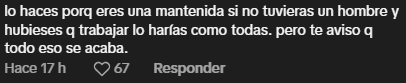 lo haces porq eres una mantenida si no tuvieras un hombre y
hubieses q trabajar lo harías como todas. pero te aviso q
todo eso se acaba.
Hace 17 h 67 Responder